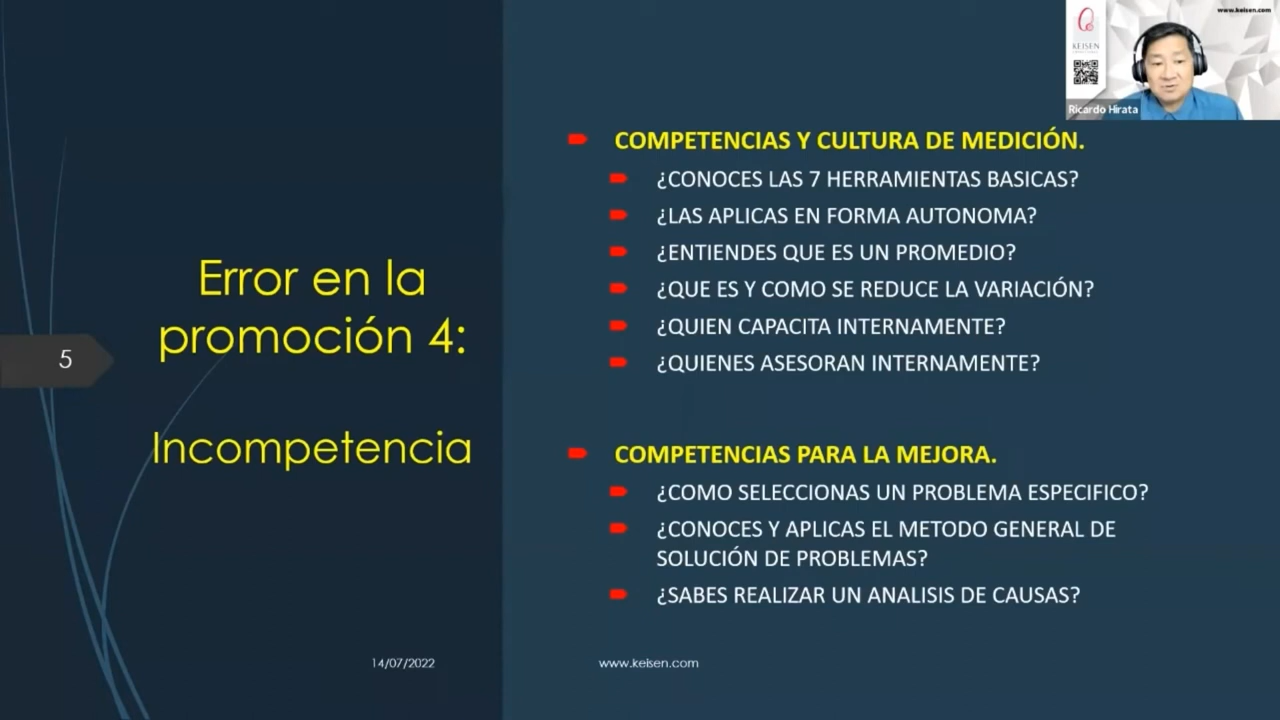 www.keisen.com
KEISEN
Ricardo Hirata
Error en la
promoción 4:
Incompetencia
5
COMPETENCIAS Y CULTURA DE MEDICIÓN.
¿CONOCES LAS 7 HERRAMIENTAS BASICAS?
¿LAS APLICAS EN FORMA AUTONOMA?
¿ENTIENDES QUE ES UN PROMEDIO?
¿QUE ES Y COMO SE REDUCE LA VARIACIÓN?
¿QUIEN CAPACITA INTERNAMENTE?
¿QUIENES ASESORAN INTERNAMENTE?
COMPETENCIAS PARA LA MEJORA.
¿COMO SELECCIONAS UN PROBLEMA ESPECIFICO?
¿CONOCES Y APLICAS EL METODO GENERAL DE
SOLUCIÓN DE PROBLEMAS?
¿SABES REALIZAR UN ANALISIS DE CAUSAS?
14/07/2022
www.keisen.com